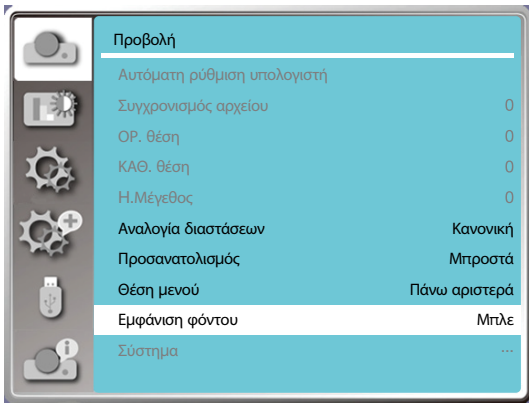 Προβολή
Αυτόματη ρύθμιση υπολογιστή
Συγχρονισμός αρχείου 0
ΟΡ. θέση 0
ΚΑΘ. θέση 0
Η.Μέγεθος 0
Αναλογία διαστάσεων Κανονική
Προσανατολισμός Μπροστά
Θέση μενού Πάνω αριστερά
Εμφάνιση φόντου Μπλε
Σύστημα ...